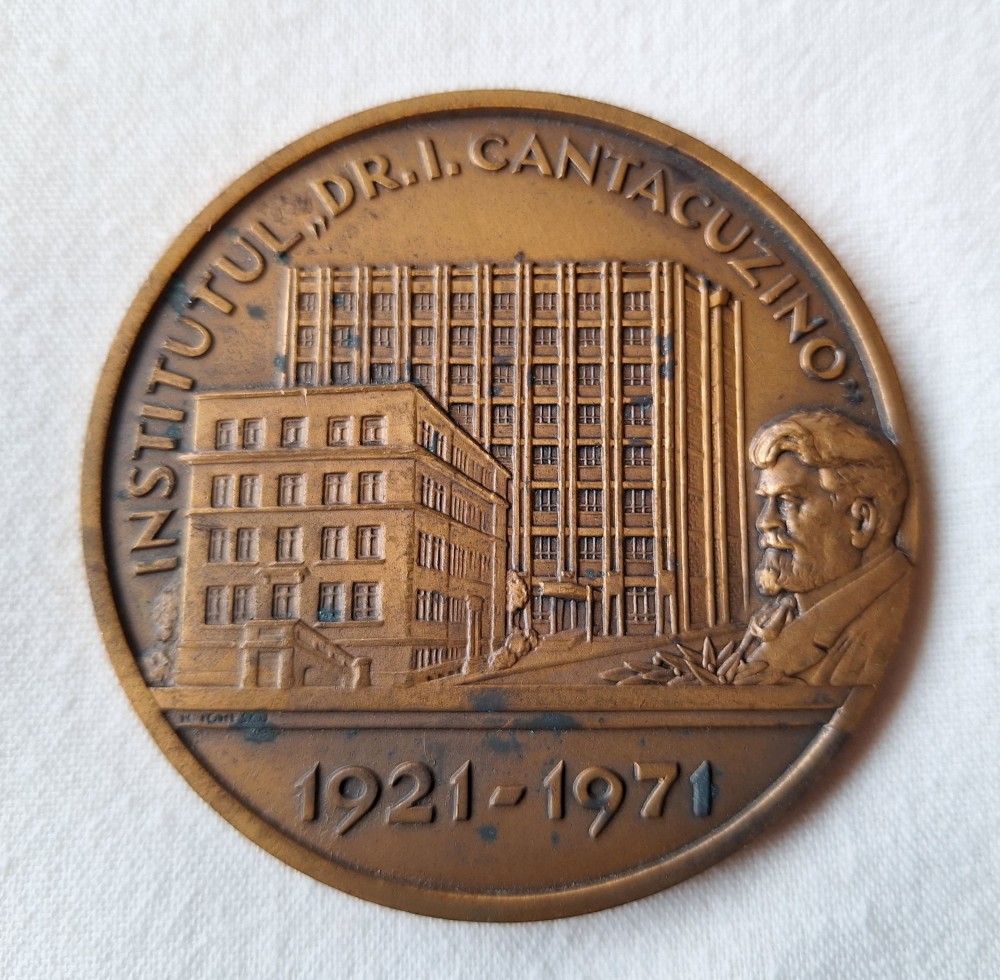 INSTITUTUL „DR. I. CANTACUZINO”
1921-1971